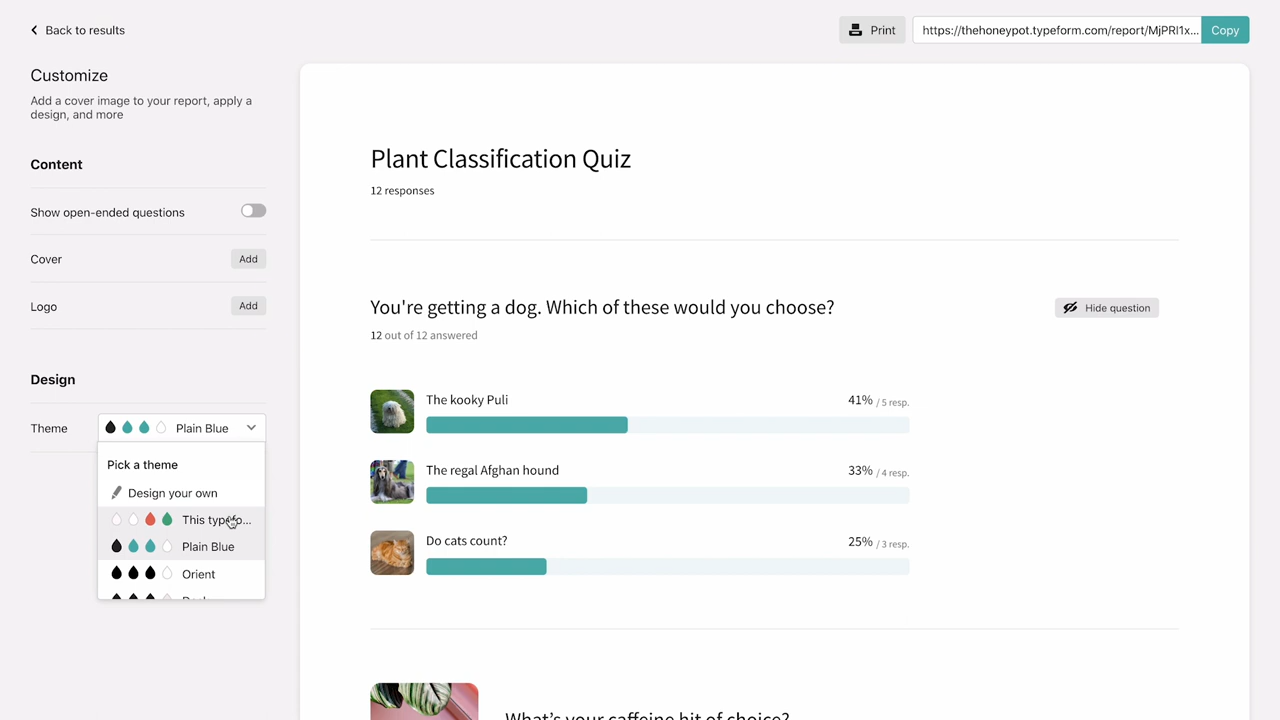 Back to results
Print
https://thehoneypot.typeform.com/report/MjPRl1x...
Copy
Customize
Add a cover image to your report, apply a
design, and more
Content
Show open-ended questions
Cover
Add
Logo
Add
Design
Theme
Plain Blue
Pick a theme
Design your own
This typefo...
Plain Blue
Orient
Plant Classification Quiz
12 responses
You're getting a dog. Which of these would you choose?
Hide question
12 out of 12 answered
The kooky Puli
41% / 5 resp.
The regal Afghan hound
33% / 4 resp.
Do cats count?
25% / 3 resp.
What's your caffeine hit of choice?